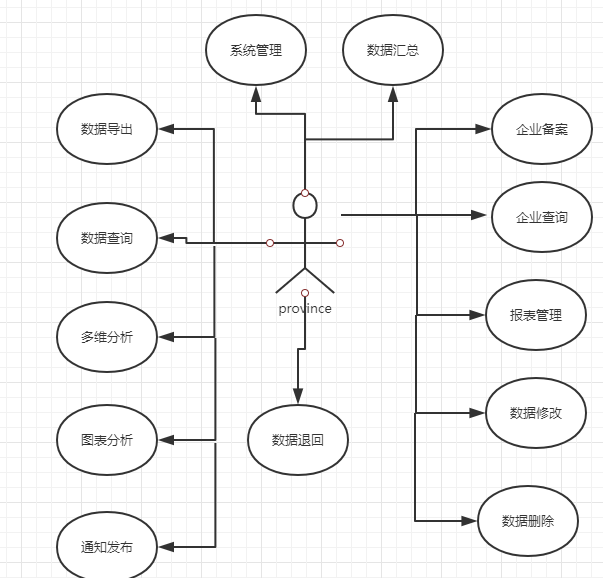 系统管理
数据汇总
数据导出
企业备案
数据查询
企业查询
province
多维分析
报表管理
图表分析
数据退回
数据修改
通知发布
数据删除